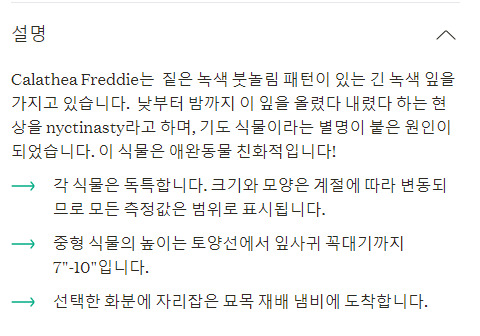 설명
Calathea Freddie는 짙은 녹색 붓놀림 패턴이 있는 긴 녹색 잎을
가지고 있습니다. 낮부터 밤까지 이 잎을 올렸다 내렸다 하는 현
상을 nyctinasty라고 하며, 기도 식물이라는 별명이 붙은 원인이
되었습니다. 이 식물은 애완동물 친화적입니다!
각 식물은 독특합니다. 크기와 모양은 계절에 따라 변동되
므로 모든 측정값은 범위로 표시됩니다.
중형 식물의 높이는 토양선에서 잎사귀 꼭대기까지
7"-10"입니다.
선택한 화분에 자리잡은 묘목 재배 냄비에 도착합니다.